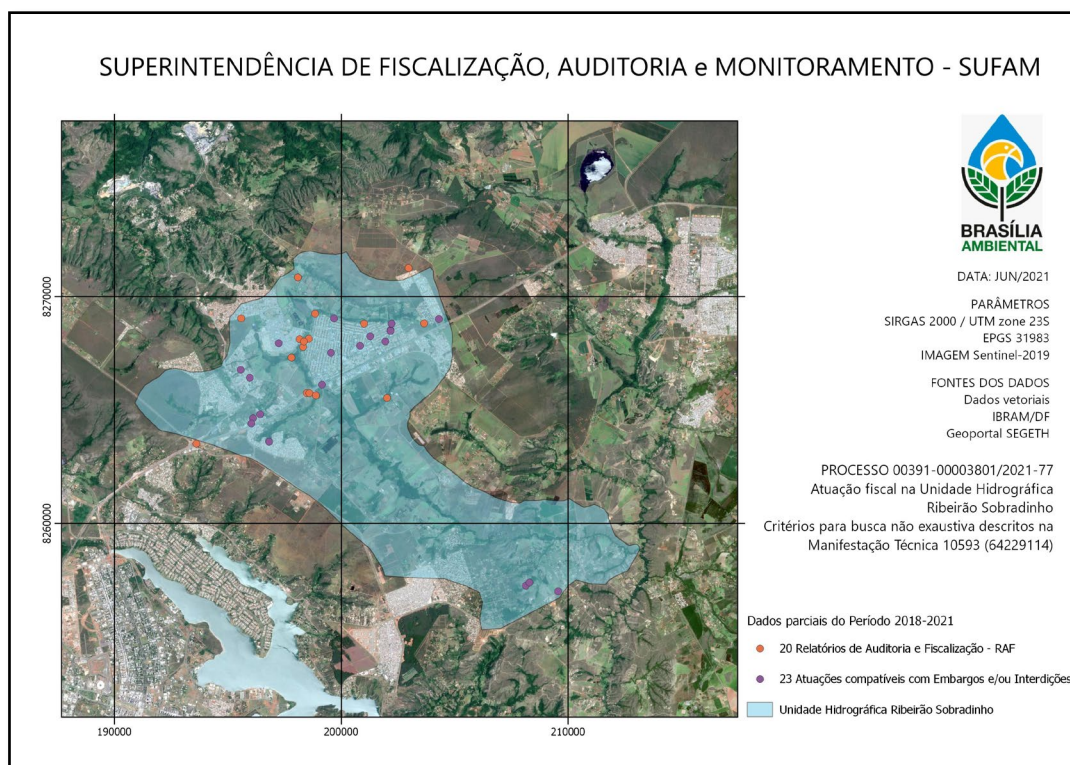 SUPERINTENDÊNCIA DE FISCALIZAÇÃO, AUDITORIA e MONITORAMENTO - SUFAM
BRASÍLIA
AMBIENTAL
DATA: JUN/2021
PARÂMETROS
SIRGAS 2000 / UTM zone 23S
EPGS 31983
IMAGEM Sentinel-2019
FONTES DOS DADOS
Dados vetoriais
IBRAM/DF
Geoportal SEGETH
PROCESSO 00391-00003801/2021-77
Atuação fiscal na Unidade Hidrográfica
Ribeirão Sobradinho
Critérios para busca não exaustiva descritos na
Manifestação Técnica 10593 (64229114)
Dados parciais do Período 2018-2021
20 Relatórios de Auditoria e Fiscalização - RAF
23 Atuações compatíveis com Embargos e/ou Interdições
Unidade Hidrográfica Ribeirão Sobradinho
8270000
8260000
190000
200000
210000